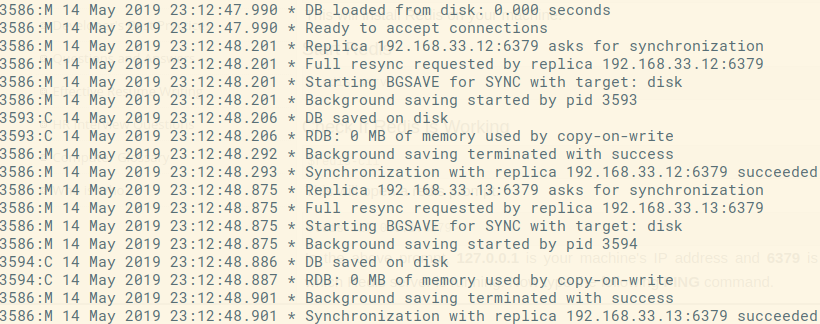 3586:M 14 May 2019 23:12:47.990 * DB loaded from disk: 0.000 seconds
3586:M 14 May 2019 23:12:47.990 * Ready to accept connections
3586:M 14 May 2019 23:12:48.201 * Replica 192.168.33.12:6379 asks for synchronization
3586:M 14 May 2019 23:12:48.201 * Full resync requested by replica 192.168.33.12:6379
3586:M 14 May 2019 23:12:48.201 * Starting BGSAVE for SYNC with target: disk
3586:M 14 May 2019 23:12:48.201 * Background saving started by pid 3593
3593:C 14 May 2019 23:12:48.206 * DB saved on disk
3593:C 14 May 2019 23:12:48.206 * RDB: 0 MB of memory used by copy-on-write
3586:M 14 May 2019 23:12:48.292 * Background saving terminated with success
3586:M 14 May 2019 23:12:48.293 * Synchronization with replica 192.168.33.12:6379 succeeded
3586:M 14 May 2019 23:12:48.875 * Replica 192.168.33.13:6379 asks for synchronization
3586:M 14 May 2019 23:12:48.875 * Full resync requested by replica 192.168.33.13:6379
3586:M 14 May 2019 23:12:48.875 * Starting BGSAVE for SYNC with target: disk
3586:M 14 May 2019 23:12:48.875 * Background saving started by pid 3594
3594:C 14 May 2019 23:12:48.886 * DB saved on disk
127.0.0.1 is your machine's IP address and 6379 is
3594:C 14 May 2019 23:12:48.887 * RDB: 0 MB of memory used by copy-on-write
command.
3586:M 14 May 2019 23:12:48.901 * Background saving terminated with success
3586:M 14 May 2019 23:12:48.901 * Synchronization with replica 192.168.33.13:6379 succeeded